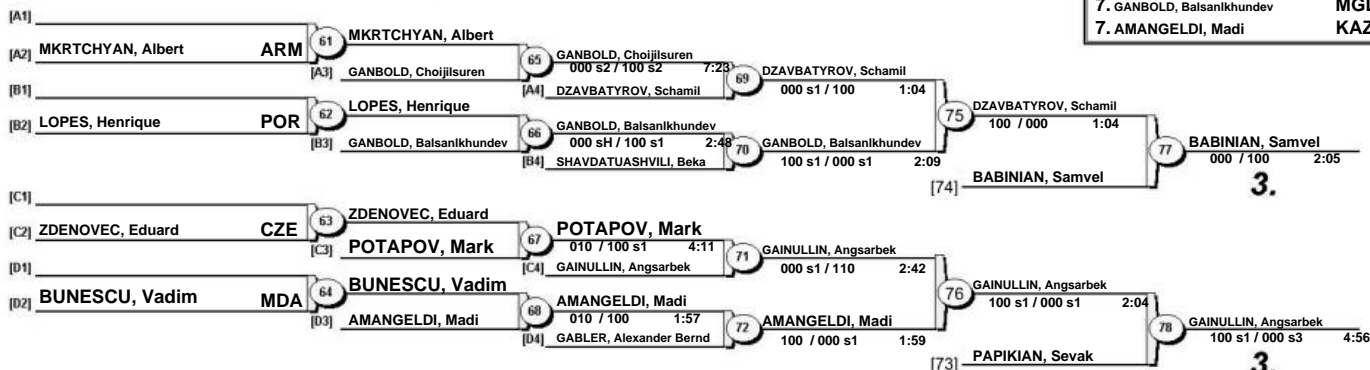 7. GANBOLD, Balsanlkhundev MGL
7. AMANGELDI, Madi KAZ
[A1]
[A2] MKRTCHYAN, Albert ARM
61
MKRTCHYAN, Albert
[A3] GANBOLD, Choijilsuren
65
GANBOLD, Choijilsuren
000 s2 / 100 s2 7:23
[A4] DZAVBATYROV, Schamil
69
DZAVBATYROV, Schamil
000 s1 / 100 1:04
[B1]
[B2] LOPES, Henrique POR
62
LOPES, Henrique
[B3] GANBOLD, Balsanlkhundev
66
GANBOLD, Balsanlkhundev
000 sH / 100 s1 2:48
[B4] SHAVDATUASHVILI, Beka
70
GANBOLD, Balsanlkhundev
100 s1 / 000 s1 2:09
75
DZAVBATYROV, Schamil
100 / 000 1:04
[74] BABINIAN, Samvel
77
BABINIAN, Samvel
000 / 100 2:05
3.
[C1]
[C2] ZDENOVEC, Eduard CZE
63
ZDENOVEC, Eduard
[C3] POTAPOV, Mark
67
POTAPOV, Mark
010 / 100 s1 4:11
[C4] GAINULLIN, Angsarbek
71
GAINULLIN, Angsarbek
000 s1 / 110 2:42
[D1]
[D2] BUNESCU, Vadim MDA
64
BUNESCU, Vadim
[D3] AMANGELDI, Madi
68
AMANGELDI, Madi
010 / 100 1:57
[D4] GABLER, Alexander Bernd
72
AMANGELDI, Madi
100 / 000 s1 1:59
76
GAINULLIN, Angsarbek
100 s1 / 000 s1 2:04
[73] PAPIKIAN, Sevak
78
GAINULLIN, Angsarbek
100 s1 / 000 s3 4:56
3.